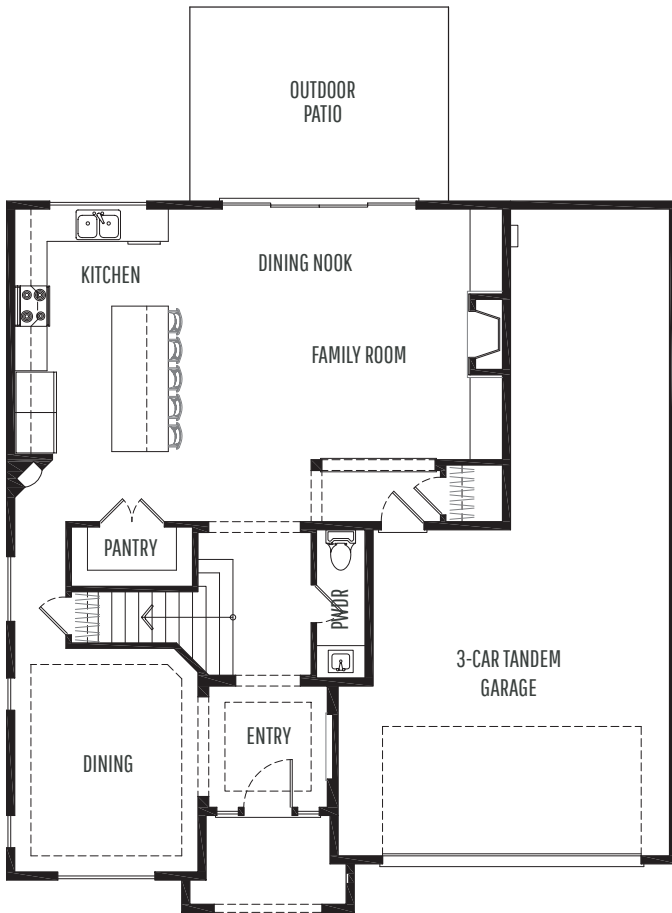 OUTDOOR
PATIO
KITCHEN
DINING NOOK
FAMILY ROOM
PANTRY
PWDR
3-CAR TANDEM
GARAGE
ENTRY
DINING